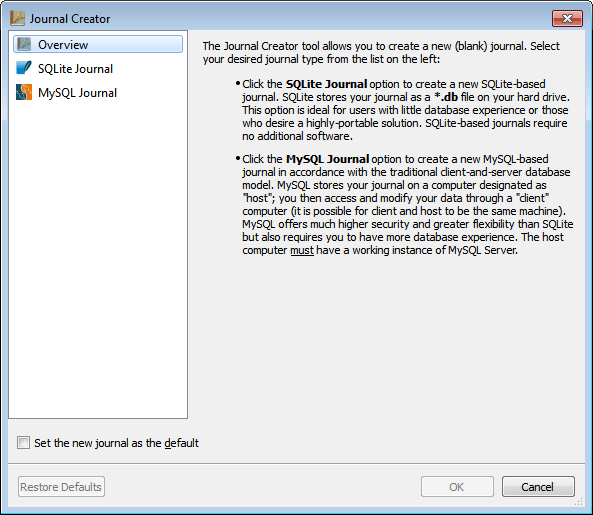 Journal Creator
Overview
SQLite Journal
MySQL Journal
The Journal Creator tool allows you to create a new (blank) journal. Select
your desired journal type from the list on the left:
• Click the SQLite Journal option to create a new SQLite-based
journal. SQLite stores your journal as a *.db file on your hard drive.
This option is ideal for users with little database experience or those
who desire a highly-portable solution. SQLite-based journals require
no additional software.
• Click the MySQL Journal option to create a new MySQL-based
journal in accordance with the traditional client-and-server database
model. MySQL stores your journal on a computer designated as
"host"; you then access and modify your data through a "client"
computer (it is possible for client and host to be the same machine).
MySQL offers much higher security and greater flexibility than SQLite
but also requires you to have more database experience. The host
computer must have a working instance of MySQL Server.
Set the new journal as the default
Restore Defaults
OK
Cancel